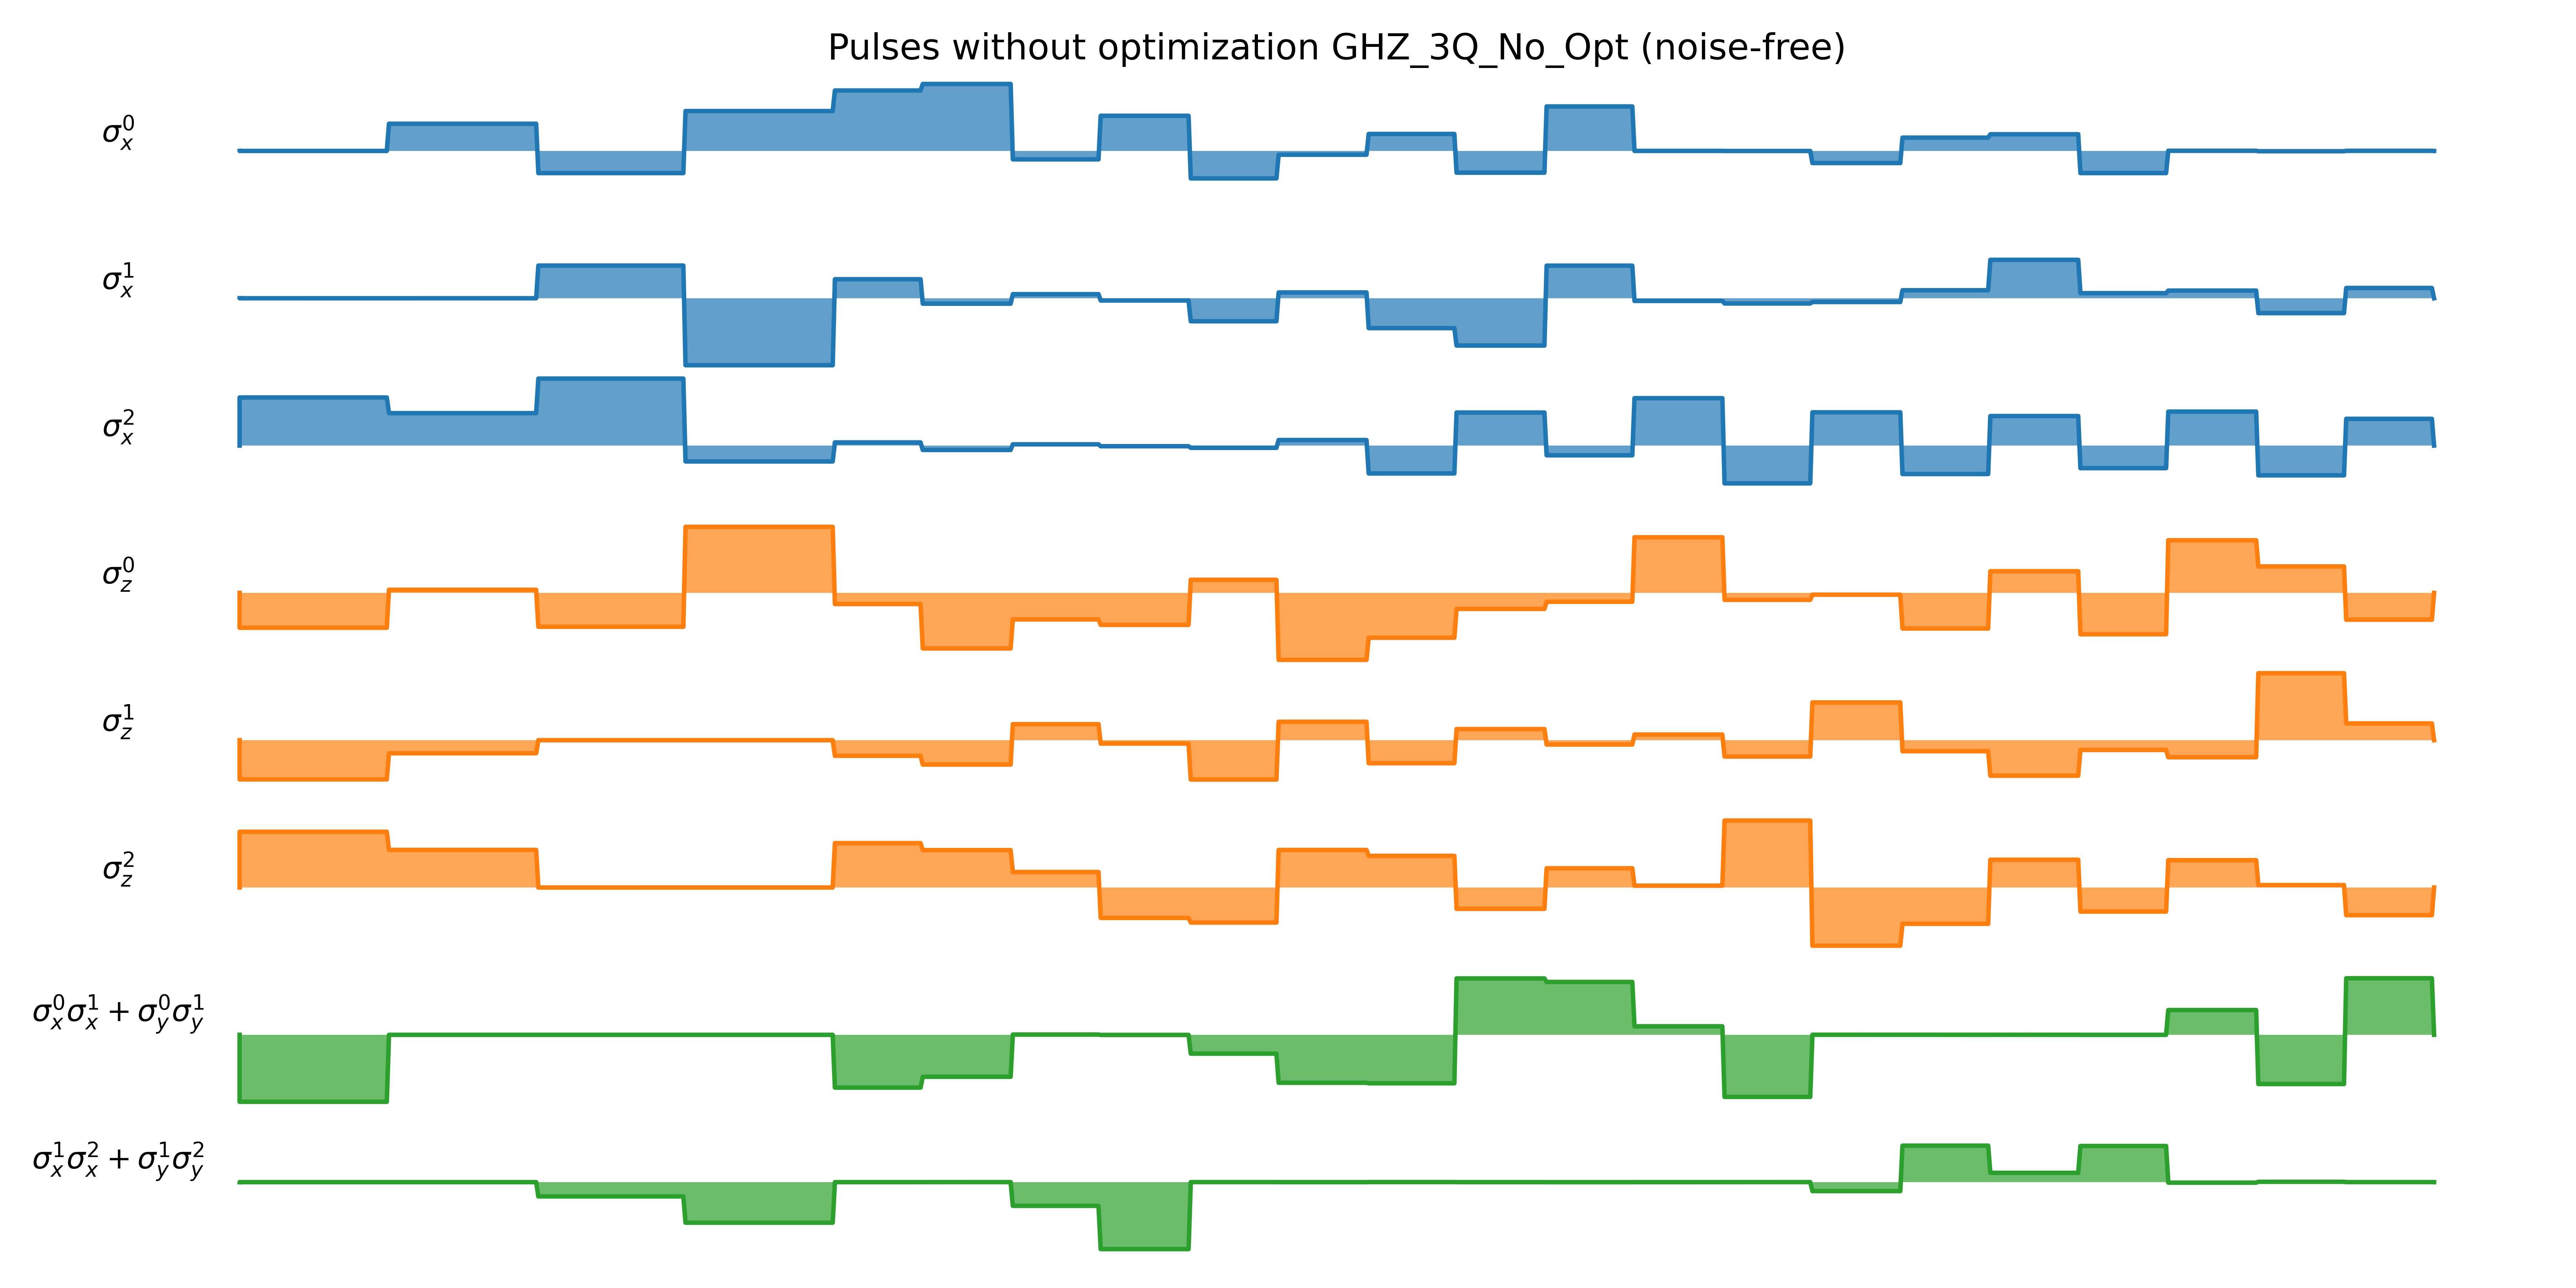 Pulses without optimization GHZ_3Q_No_Opt (noise-free)
σ_x^0
σ_x^1
σ_x^2
σ_z^0
σ_z^1
σ_z^2
σ_x^0σ_x^1 + σ_y^0σ_y^1
σ_x^1σ_x^2 + σ_y^1σ_y^2